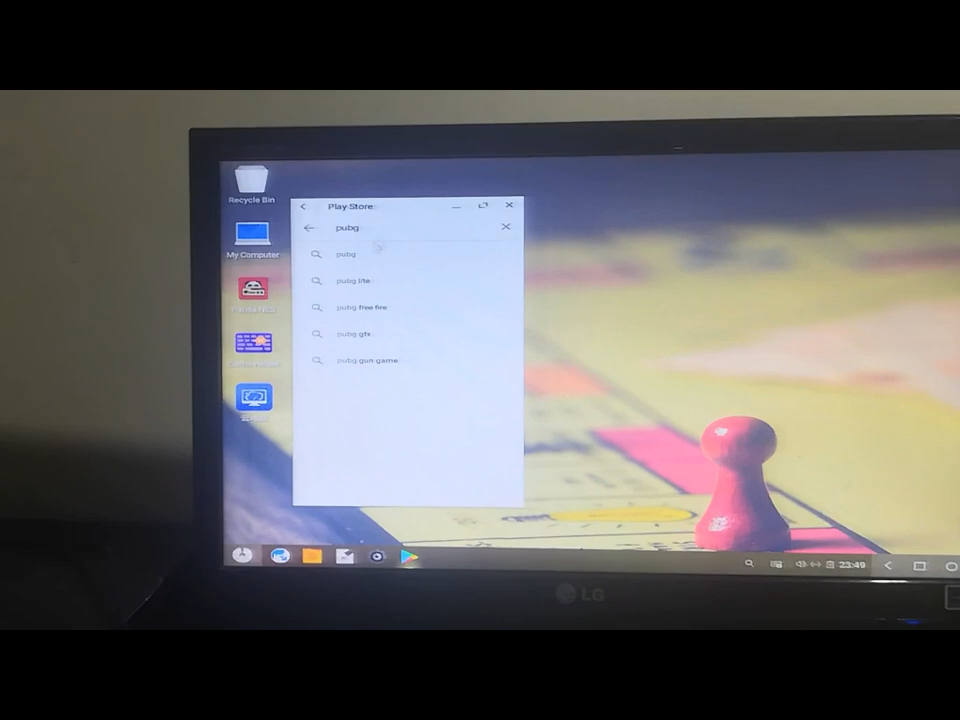 Recycle Bin
My Computer
Play Store
pubg
pubg
pubg lite
pubg free fire
pubg gfx
pubg gun game
23:49
LG